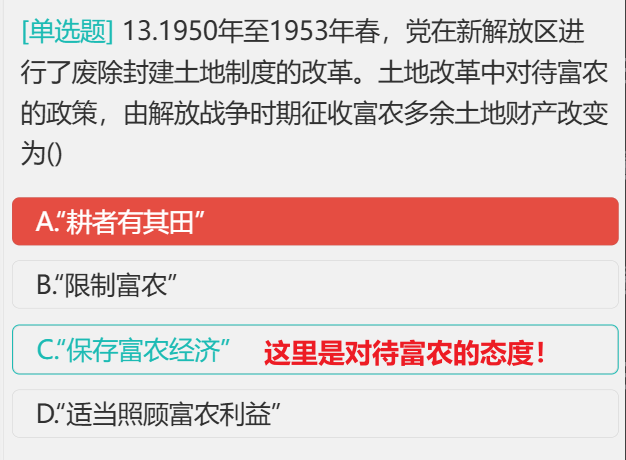 [单选题] 13.1950年至1953年春，党在新解放区进
行了废除封建土地制度的改革。土地改革中对待富农
的政策，由解放战争时期征收富农多余土地财产改变
为()
A.“耕者有其田”
B.“限制富农”
C.“保存富农经济” 这里是对待富农的态度！
D.“适当照顾富农利益”